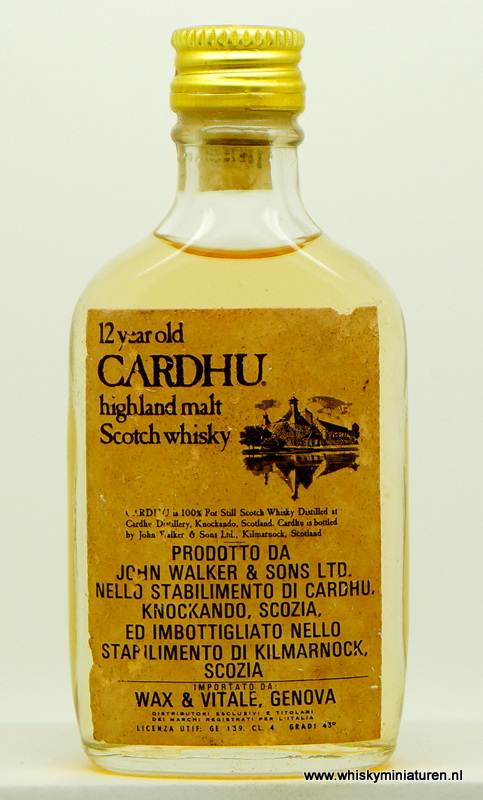 12 year old
CARDHU®
highland malt
Scotch whisky
CARDHU is 100% Pot Still Scotch Whisky Distilled at
Cardhu Distillery, Knockando, Scotland. Cardhu is bottled
by John Walker & Sons Ltd., Kilmarnock, Scotland
PRODOTTO DA
JOHN WALKER & SONS LTD.
NELLO STABILIMENTO DI CARDHU,
KNOCKANDO, SCOZIA,
ED IMBOTTIGLIATO NELLO
STABILIMENTO DI KILMARNOCK,
SCOZIA
IMPORTATO DA:
WAX & VITALE, GENOVA
DISTRIBUTORI ESCLUSIVI E TITOLARI
DEI MARCHI REGISTRATI PER L'ITALIA
LICENZA UTIF: GE 139. CL. 4 GRADI 43°
www.whiskyminiaturen.nl